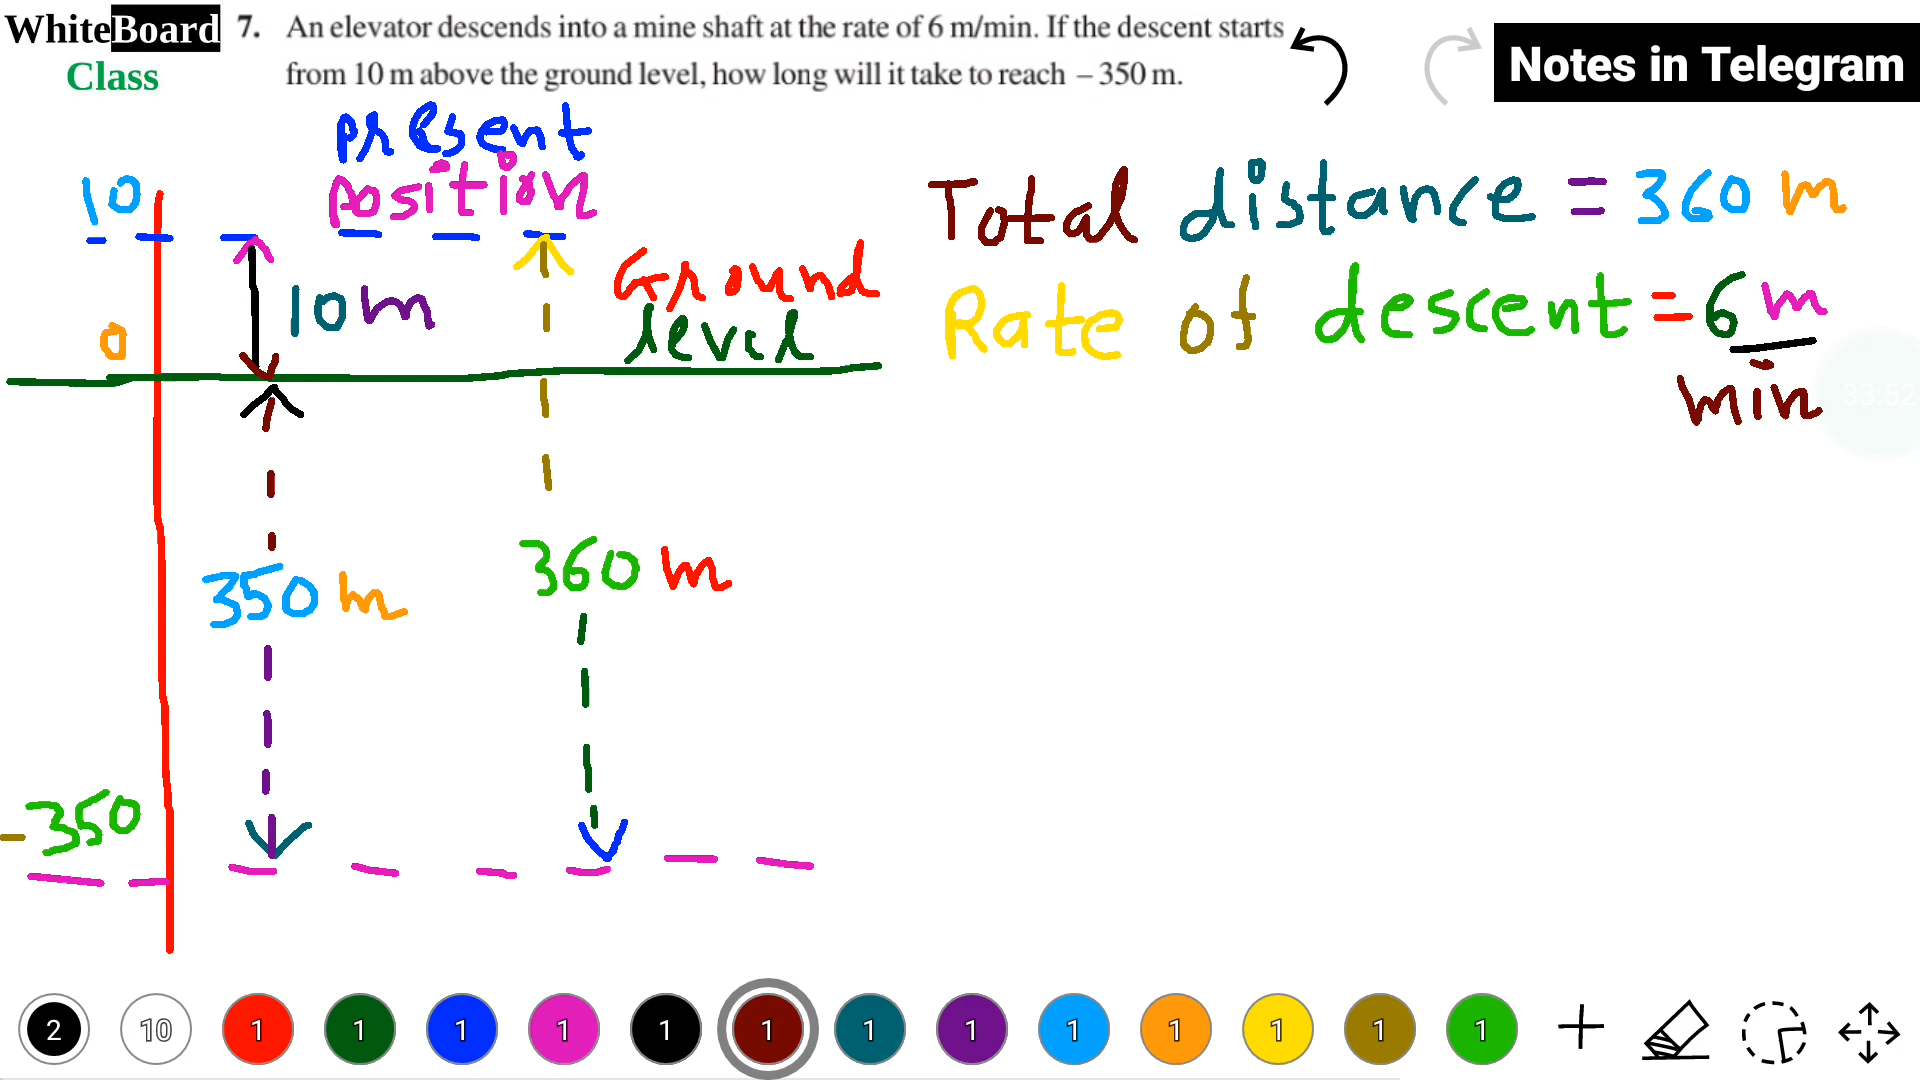 WhiteBoard
Class
7. An elevator descends into a mine shaft at the rate of 6 m/min. If the descent starts
from 10 m above the ground level, how long will it take to reach – 350 m.
Notes in Telegram
present
position
10
10m
0
Ground
level
350 m
360 m
-350
Total distance = 360 m
Rate of descent = 6 m
min
33:52
2 10 1 1 1 1 1 1 1 1 1 1 1 1 1